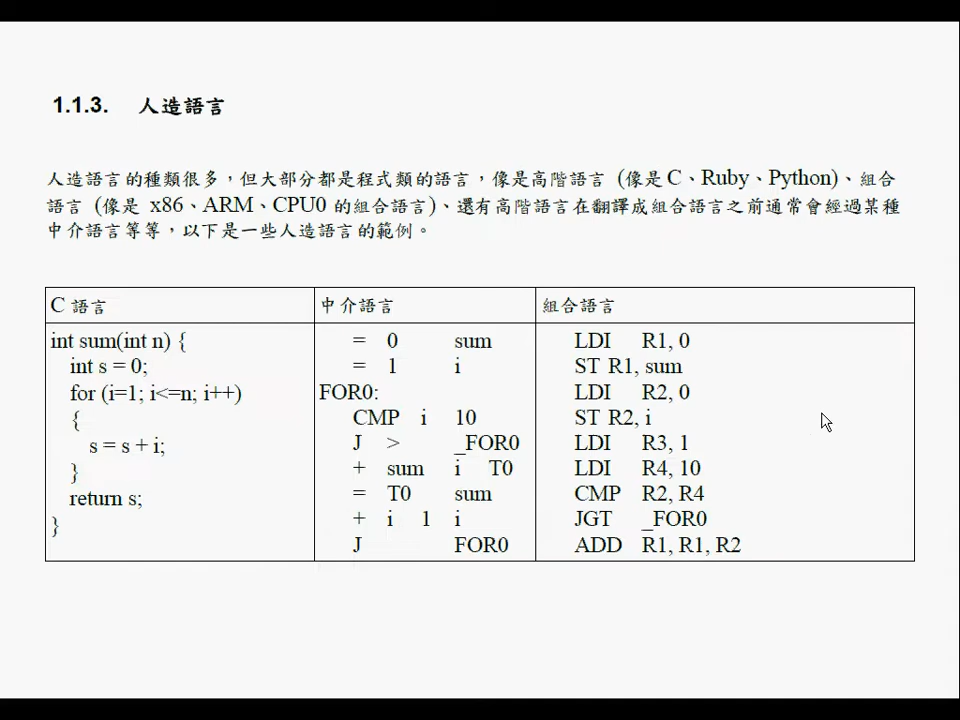 1.1.3. 人造語言
人造語言的種類很多，但大部分都是程式類的語言，像是高階語言 (像是 C、Ruby、Python)、組合
語言 (像是 x86、ARM、CPU0 的組合語言)、還有高階語言在翻譯成組合語言之前通常會經過某種
中介語言等等，以下是一些人造語言的範例。
C 語言
int sum(int n) {
int s = 0;
for (i=1; i<=n; i++)
{
s = s + i;
}
return s;
}
中介語言
= 0 sum
= 1 i
FOR0:
CMP i 10
J > _FOR0
+ sum i T0
= T0 sum
+ i 1 i
J FOR0
組合語言
LDI R1, 0
ST R1, sum
LDI R2, 0
ST R2, i
LDI R3, 1
LDI R4, 10
CMP R2, R4
JGT _FOR0
ADD R1, R1, R2